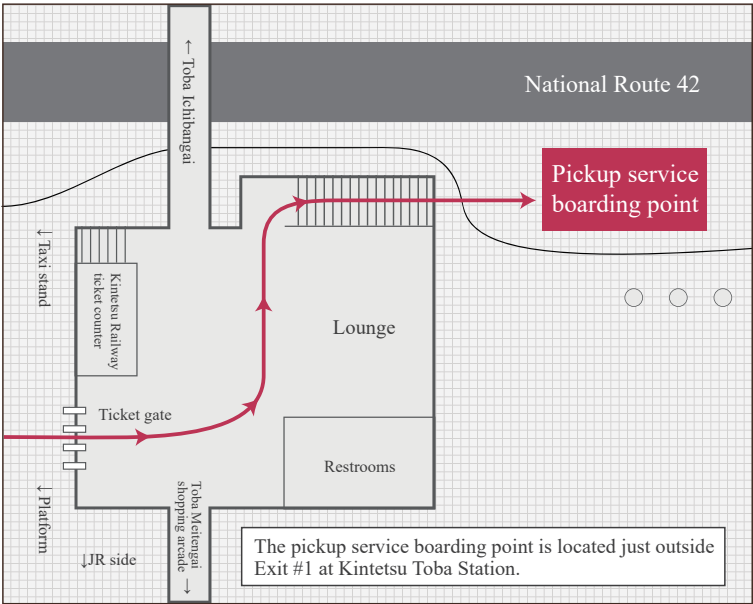 ← Toba Ichibangai
National Route 42
Pickup service
boarding point
↓ Taxi stand
Kintetsu Railway
ticket counter
Lounge
Ticket gate
Restrooms
↓ Platform
↓JR side
Toba Meitengai
shopping arcade →
The pickup service boarding point is located just outside
Exit #1 at Kintetsu Toba Station.